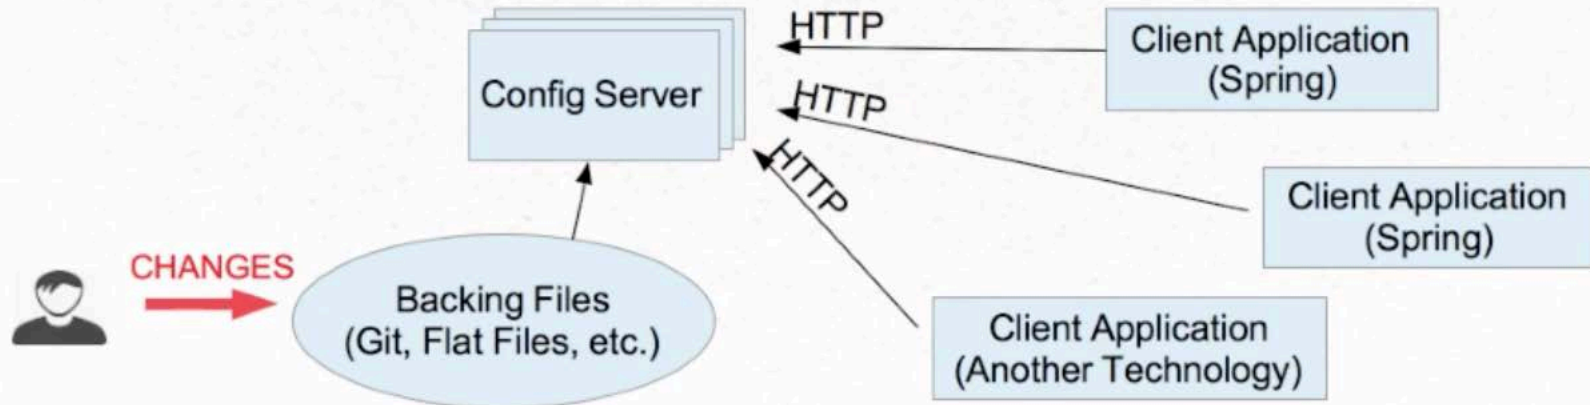 HTTP
Client Application
(Spring)
Config Server
HTTP
HTTP
Client Application
(Spring)
CHANGES
Backing Files
(Git, Flat Files, etc.)
Client Application
(Another Technology)